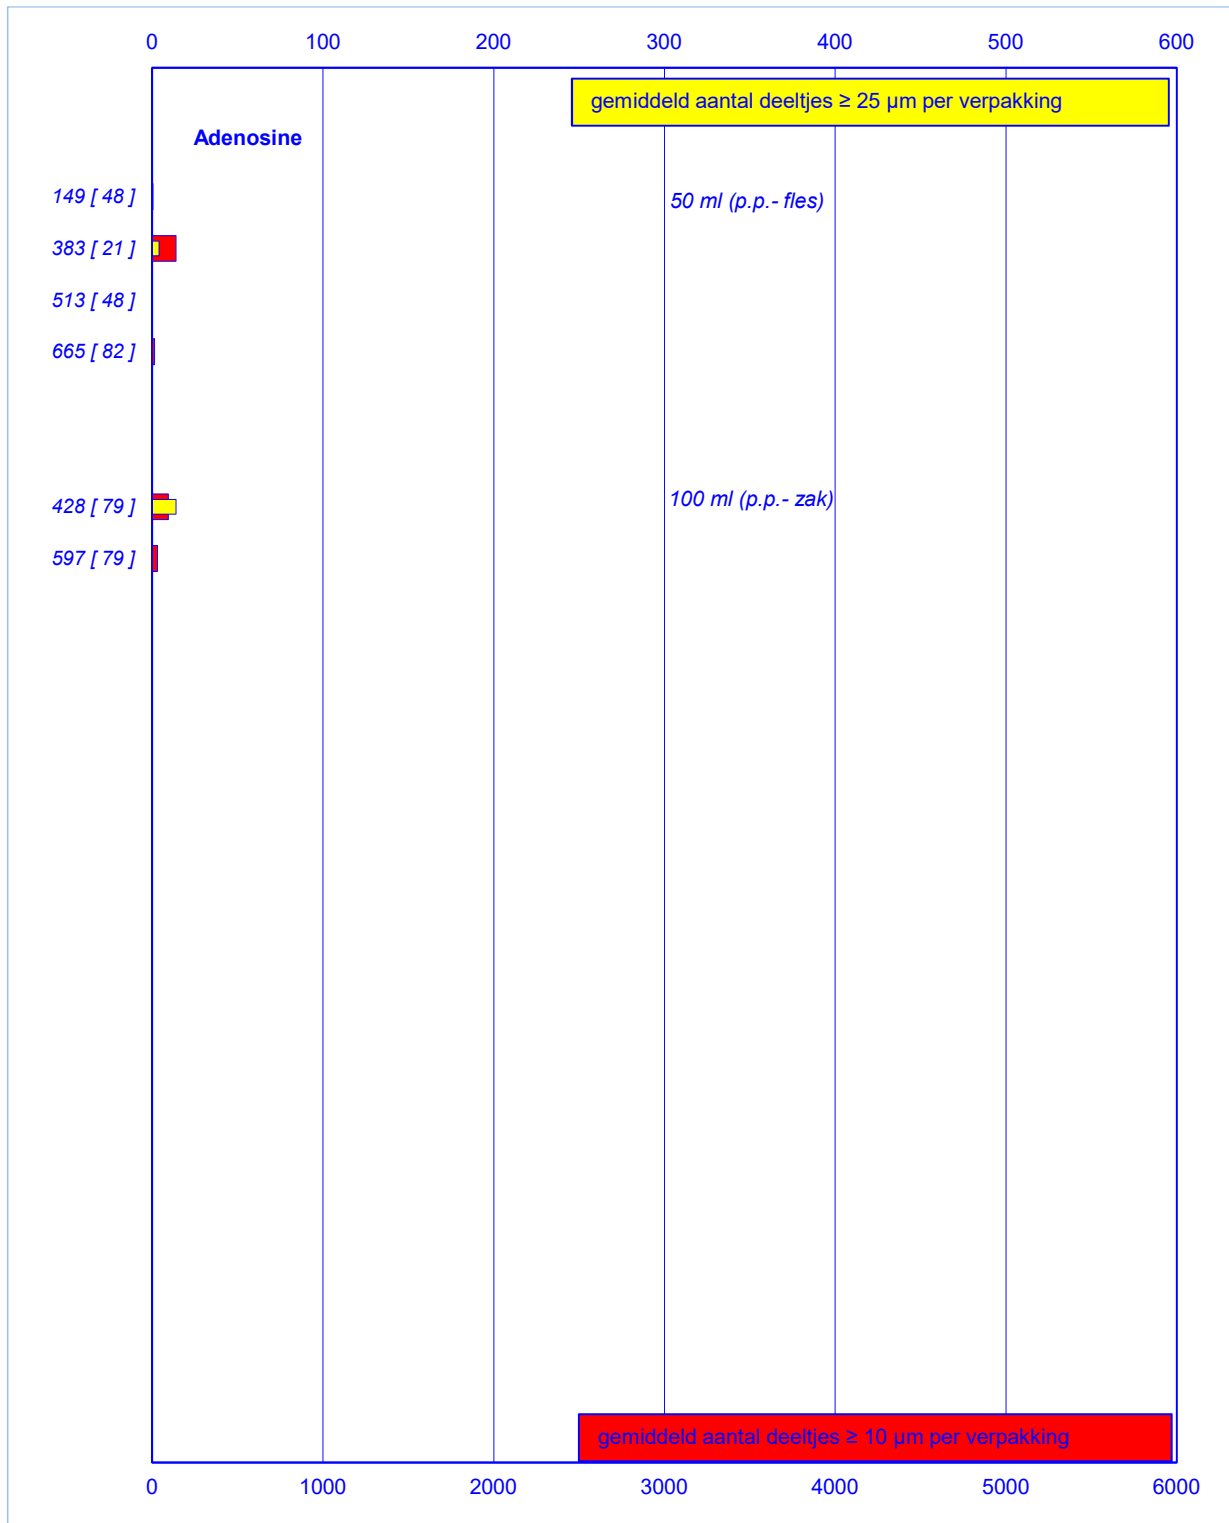 0 100 200 300 400 500 600
gemiddeld aantal deeltjes ≥ 25 µm per verpakking
Adenosine
149 [ 48 ] 50 ml (p.p.- fles)
383 [ 21 ]
513 [ 48 ]
665 [ 82 ]
428 [ 79 ] 100 ml (p.p.- zak)
597 [ 79 ]
gemiddeld aantal deeltjes ≥ 10 µm per verpakking
0 1000 2000 3000 4000 5000 6000